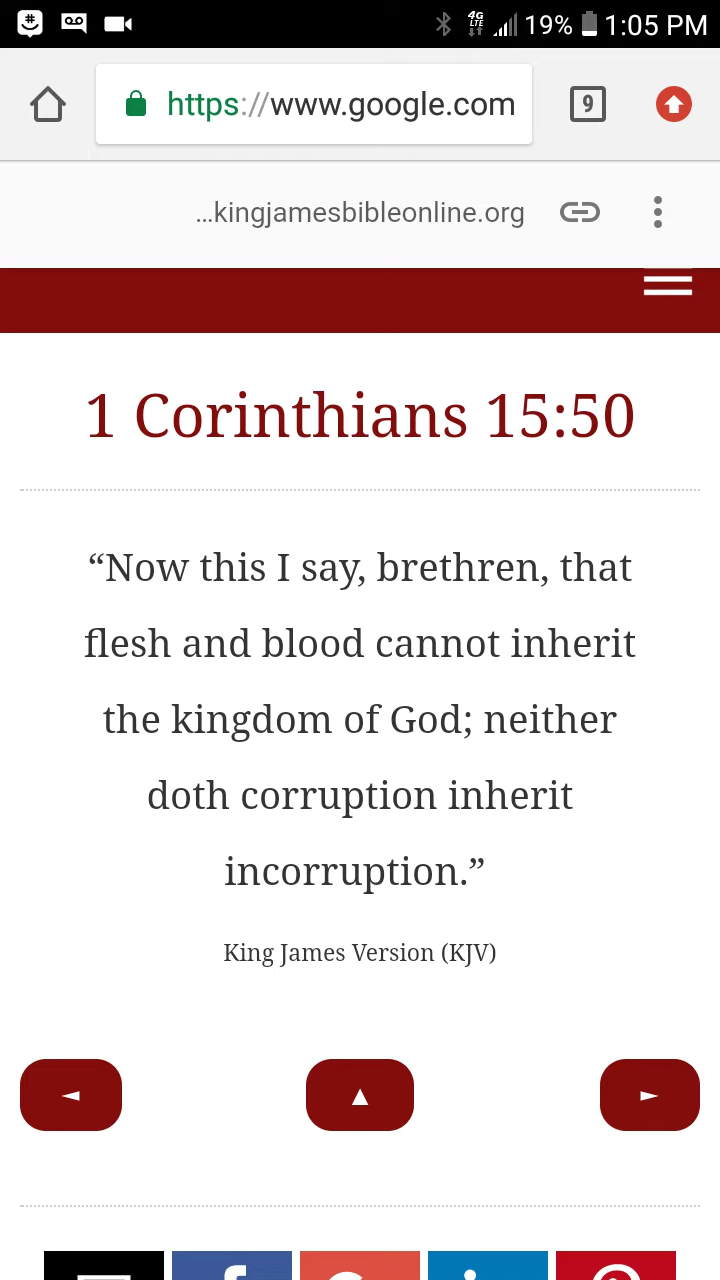 4G
LTE
19%
1:05 PM
https://www.google.com
9
...kingjamesbibleonline.org
1 Corinthians 15:50
“Now this I say, brethren, that
flesh and blood cannot inherit
the kingdom of God; neither
doth corruption inherit
incorruption.”
King James Version (KJV)